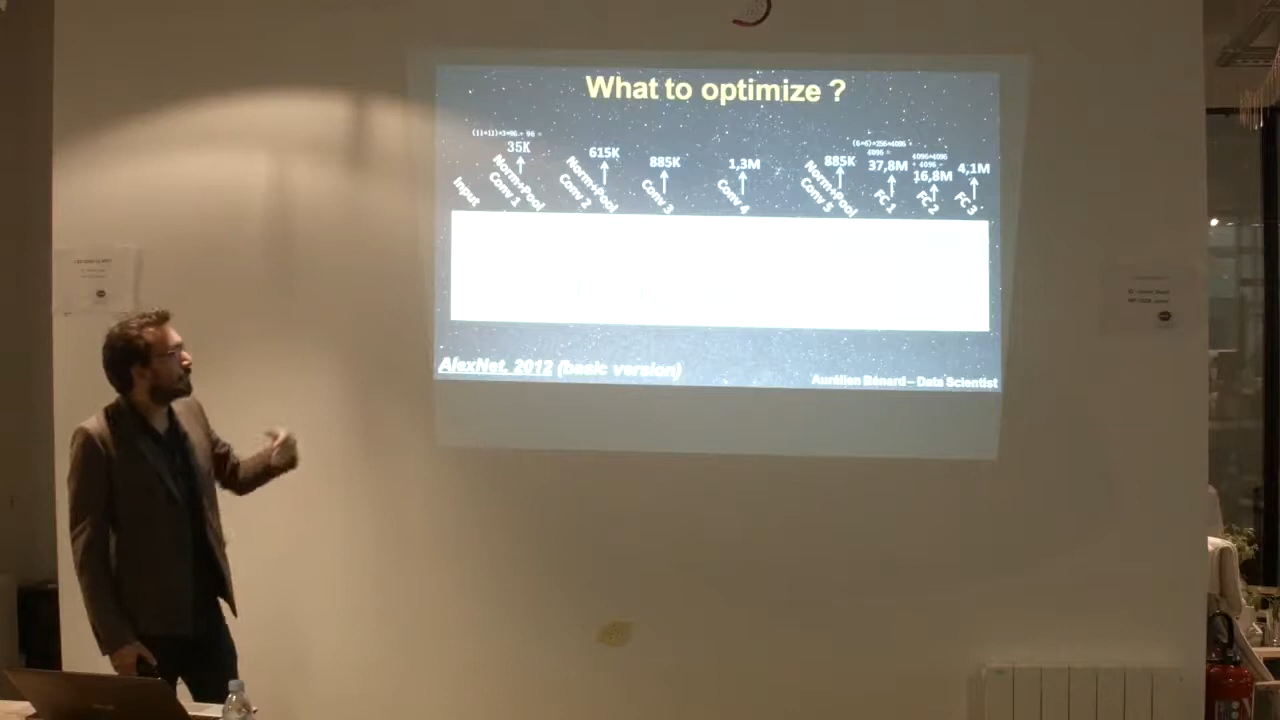 What to optimize ?
(11*11)*3*96 + 96 =
35K
615K
885K
1,3M
885K
(6*6)*256*4096 +
4096 =
37,8M
4096*4096
+ 4096 =
16,8M
4,1M
Input
Norm+Pool
Conv 1
Norm+Pool
Conv 2
Conv 3
Conv 4
Norm+Pool
Conv 5
FC 1
FC 2
FC 3
AlexNet, 2012 (basic version)
Aurélien Bénard – Data Scientist